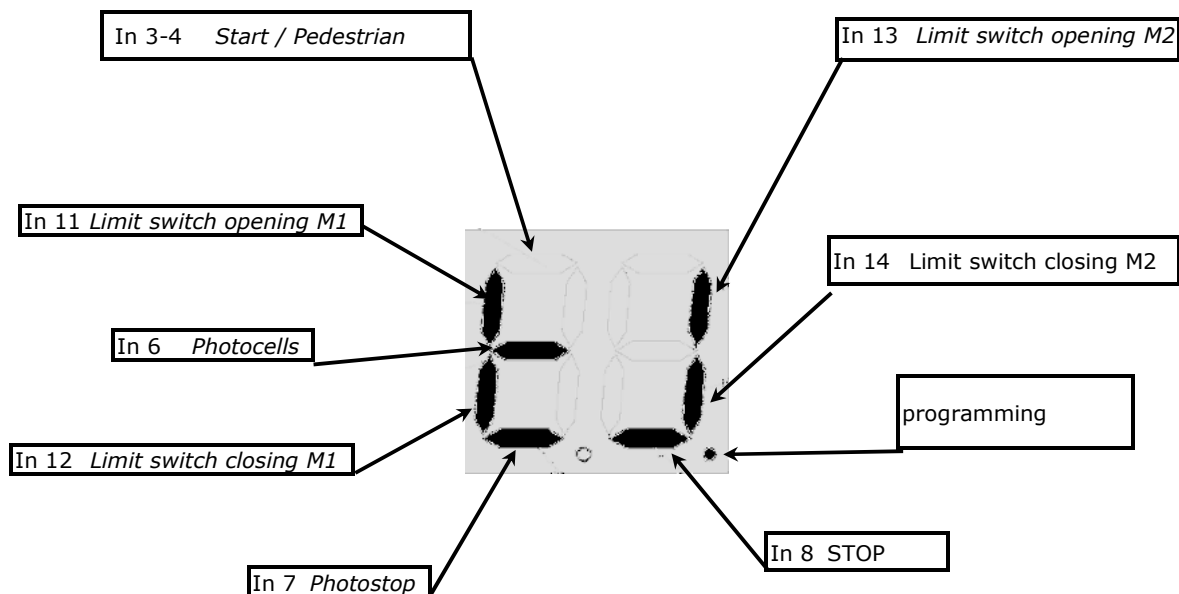 In 3-4 Start / Pedestrian
In 13 Limit switch opening M2
In 11 Limit switch opening M1
In 14 Limit switch closing M2
In 6 Photocells
programming
In 12 Limit switch closing M1
In 8 STOP
In 7 Photostop